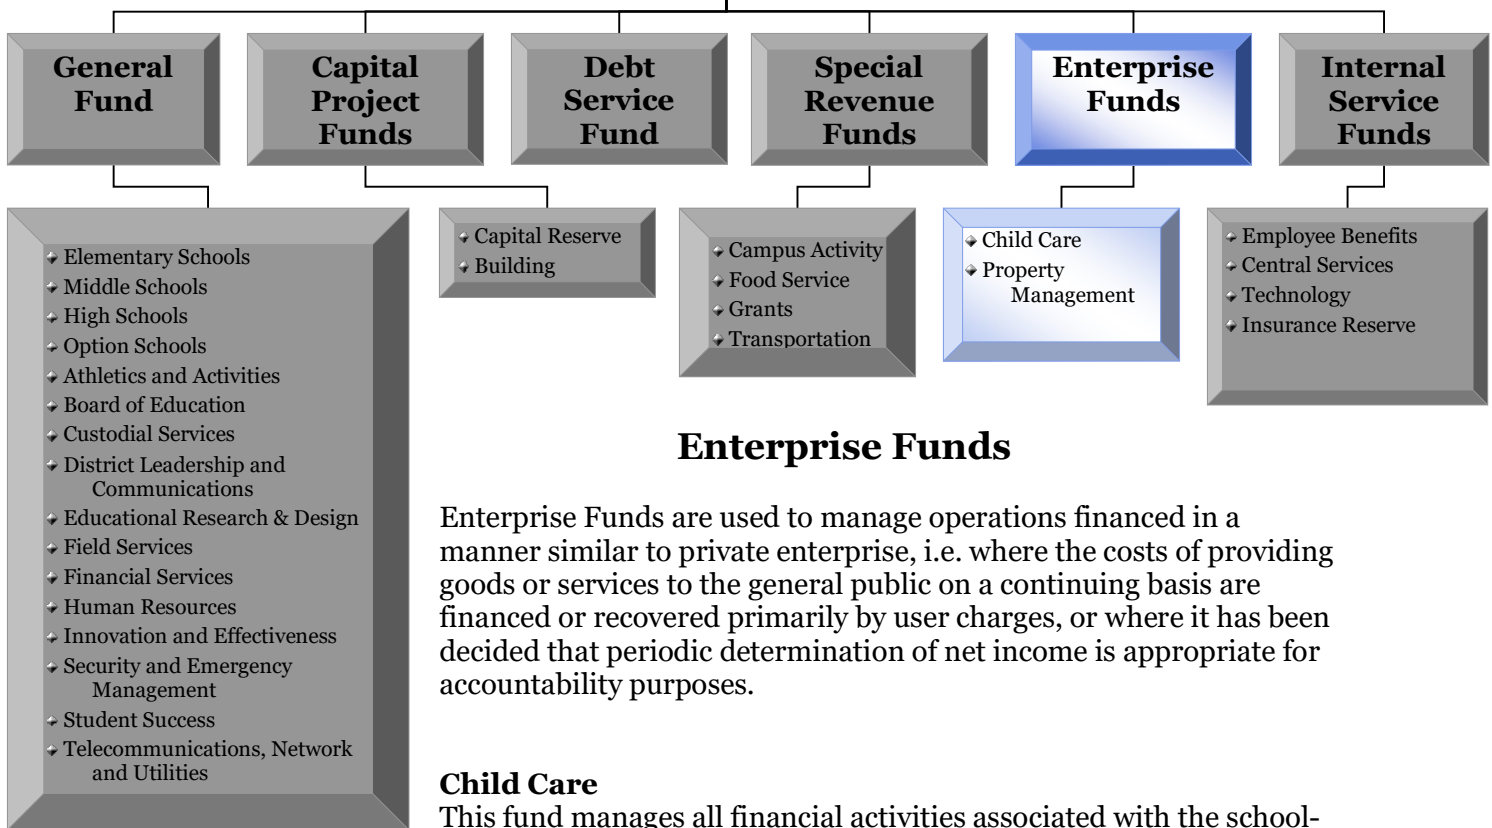 General
Fund
Capital
Project
Funds
Debt
Service
Fund
Special
Revenue
Funds
Enterprise
Funds
Internal
Service
Funds
Elementary Schools
Middle Schools
High Schools
Option Schools
Athletics and Activities
Board of Education
Custodial Services
District Leadership and
Communications
Educational Research & Design
Field Services
Financial Services
Human Resources
Innovation and Effectiveness
Security and Emergency
Management
Student Success
Telecommunications, Network
and Utilities
Capital Reserve
Building
Campus Activity
Food Service
Grants
Transportation
Child Care
Property
Management
Employee Benefits
Central Services
Technology
Insurance Reserve
Enterprise Funds
Enterprise Funds are used to manage operations financed in a
manner similar to private enterprise, i.e. where the costs of providing
goods or services to the general public on a continuing basis are
financed or recovered primarily by user charges, or where it has been
decided that periodic determination of net income is appropriate for
accountability purposes.
Child Care
This fund manages all financial activities associated with the school-